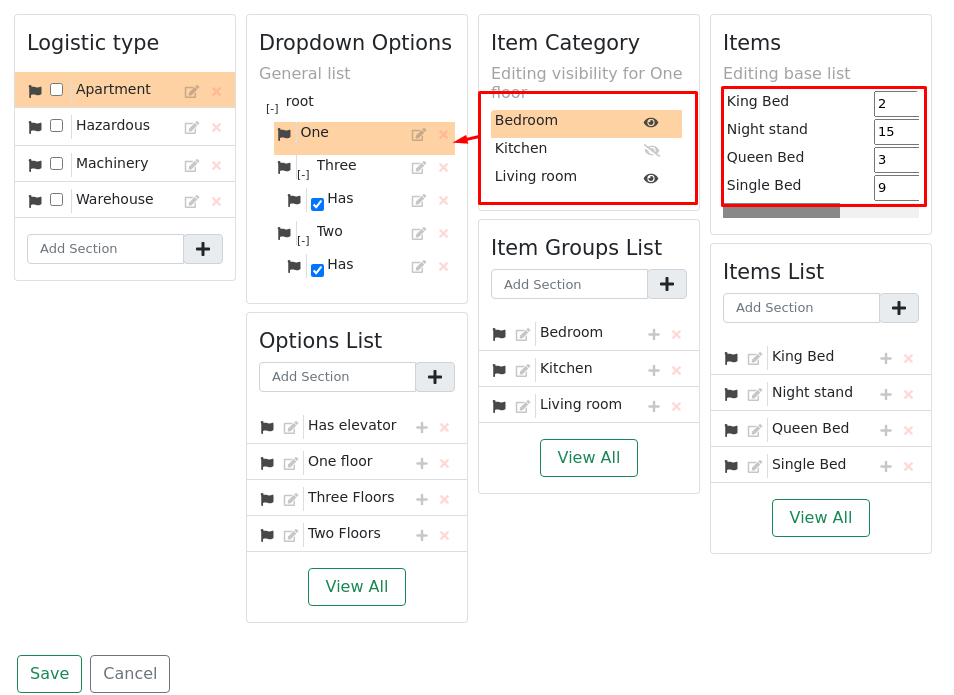 Logistic type
Apartment
Hazardous
Machinery
Warehouse
Add Section
Dropdown Options
General list
[-] root
One
[-] Three
Has
[-] Two
Has
Options List
Add Section
Has elevator
One floor
Three Floors
Two Floors
View All
Item Category
Editing visibility for One
floor
Bedroom
Kitchen
Living room
Item Groups List
Add Section
Bedroom
Kitchen
Living room
View All
Items
Editing base list
King Bed 2
Night stand 15
Queen Bed 3
Single Bed 9
Items List
Add Section
King Bed
Night stand
Queen Bed
Single Bed
View All
Save
Cancel